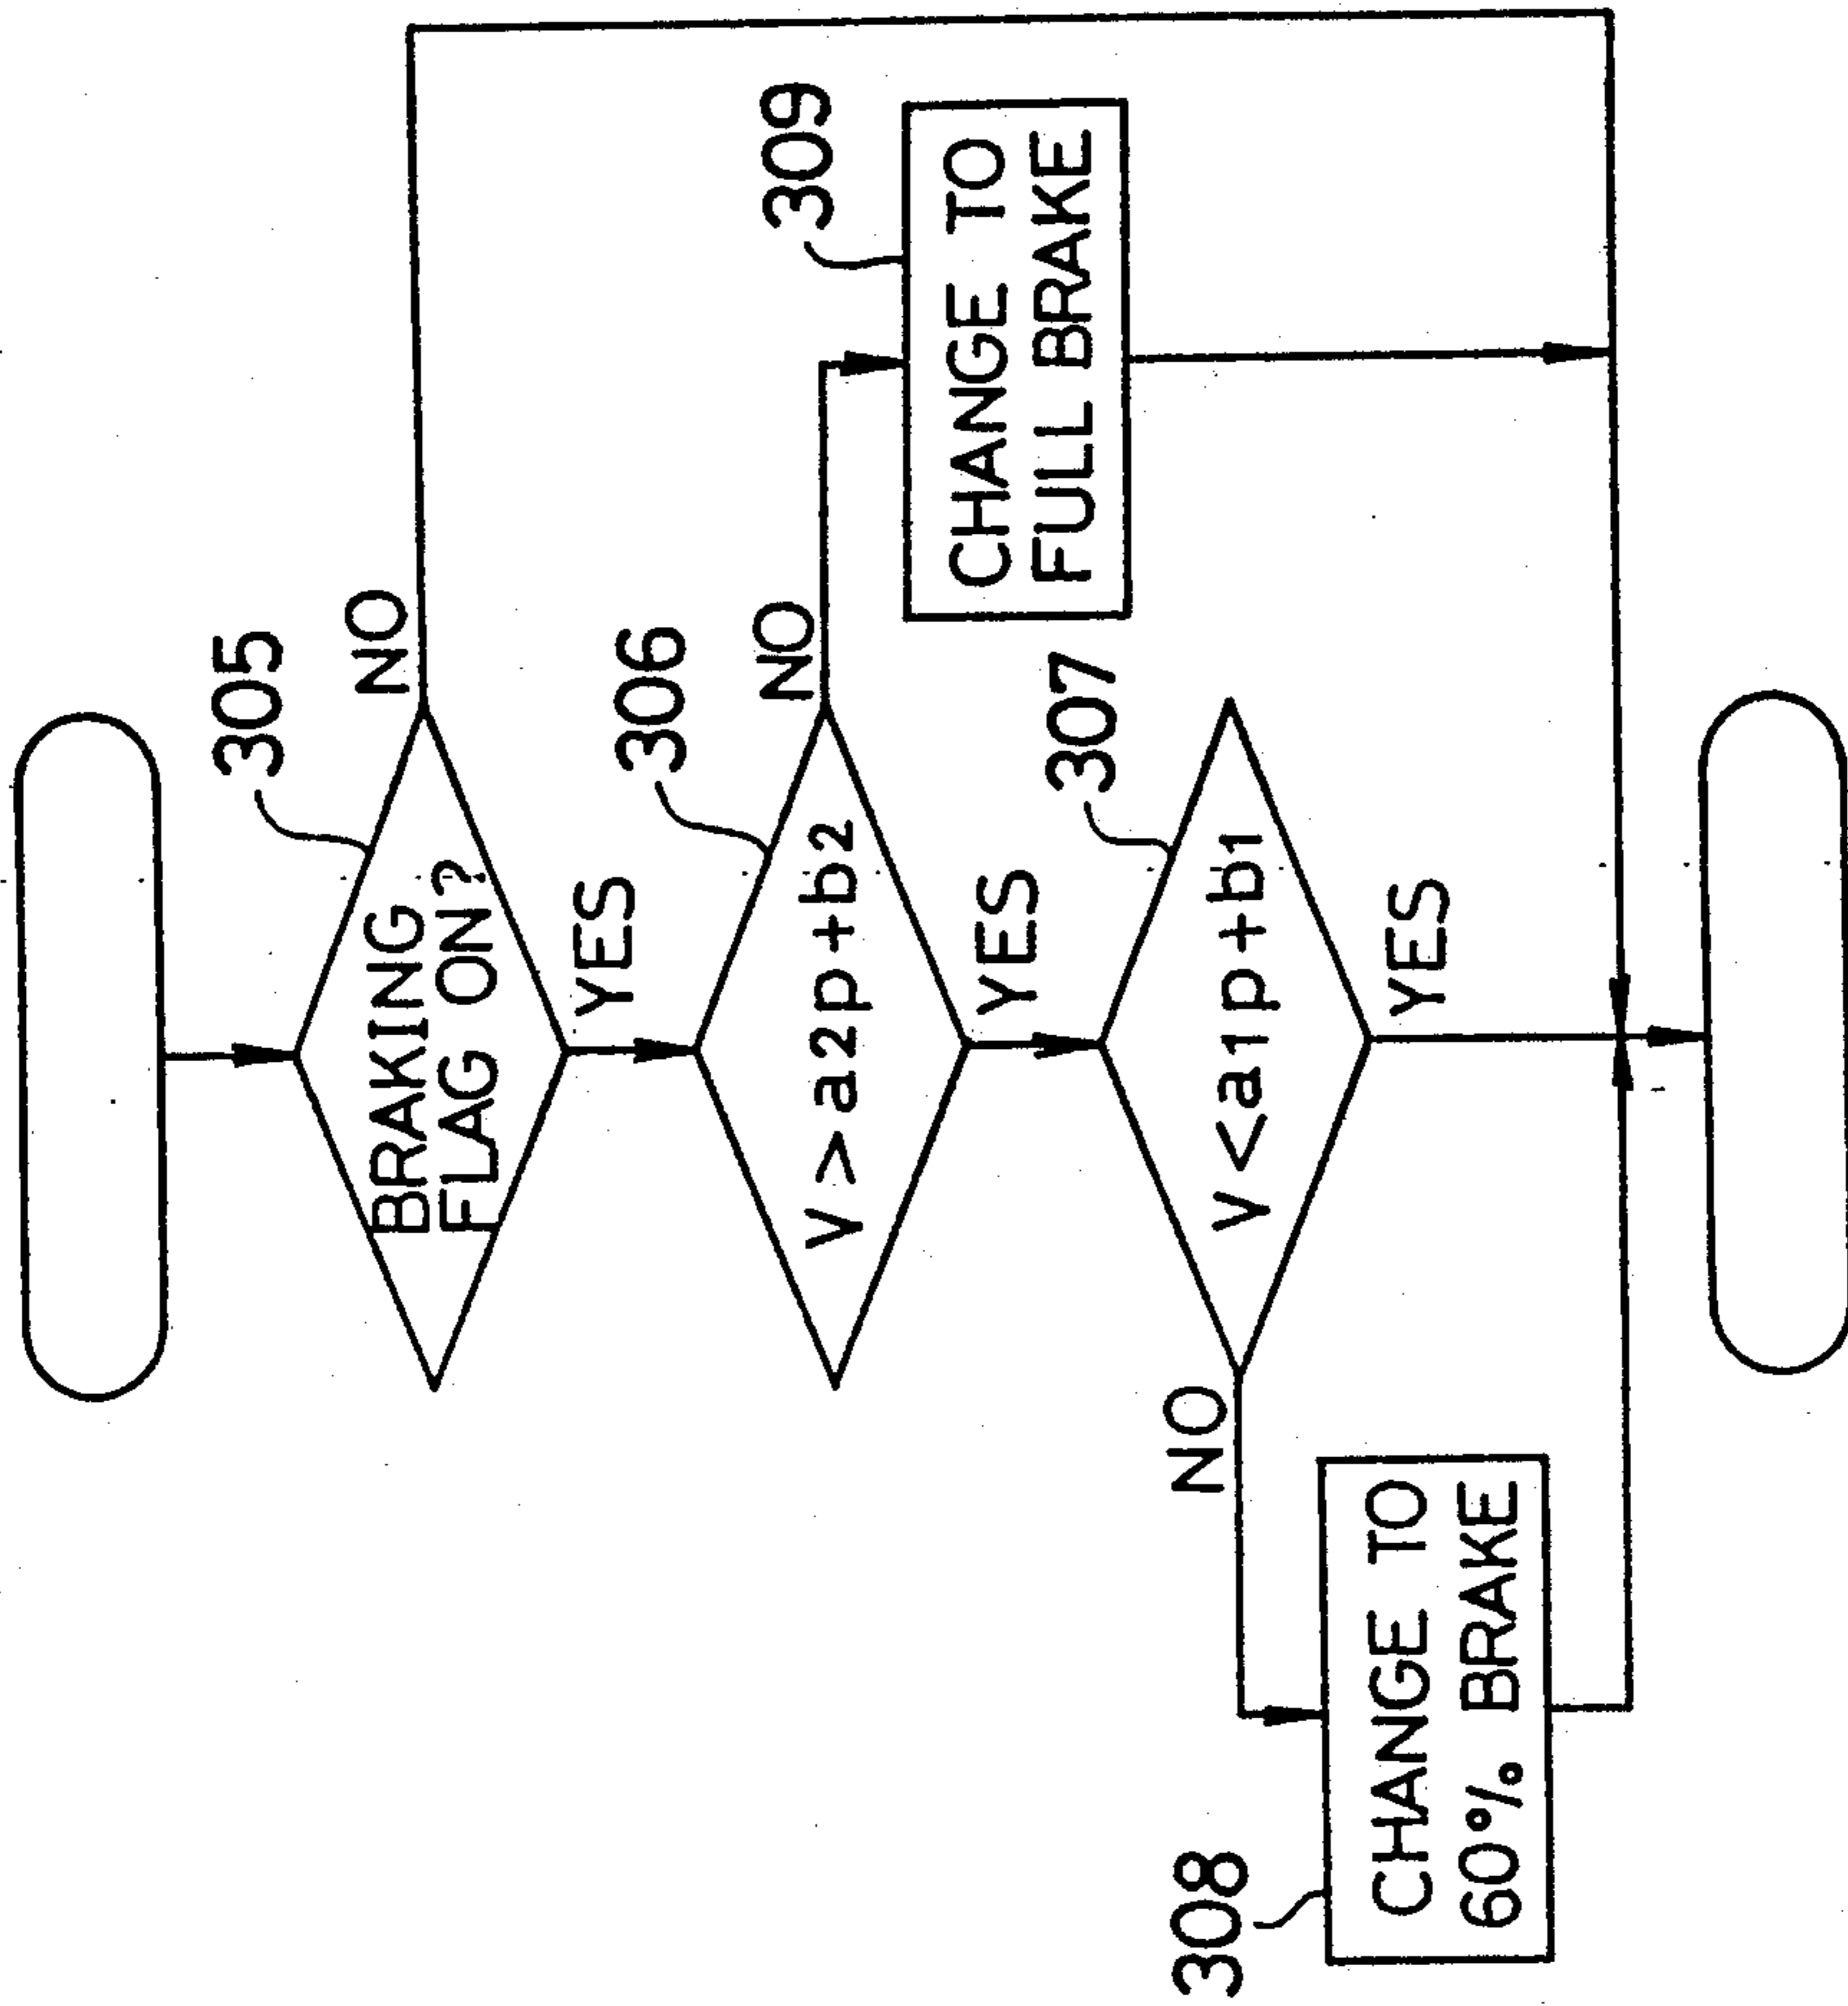 305
BRAKING
FLAG ON?
NO
YES
306
V > a2p+b2
NO
YES
309
CHANGE TO
FULL BRAKE
307
V<a1p+b1
NO
YES
308
CHANGE TO
60% BRAKE